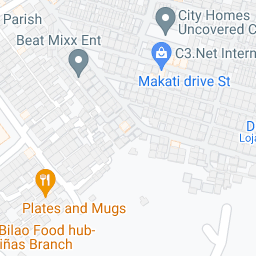 Parish
City Homes
Uncovered C
Beat Mixx Ent
C3.Net Intern
Makati drive St
D
Loja
Plates and Mugs
Bilao Food hub-
iñas Branch